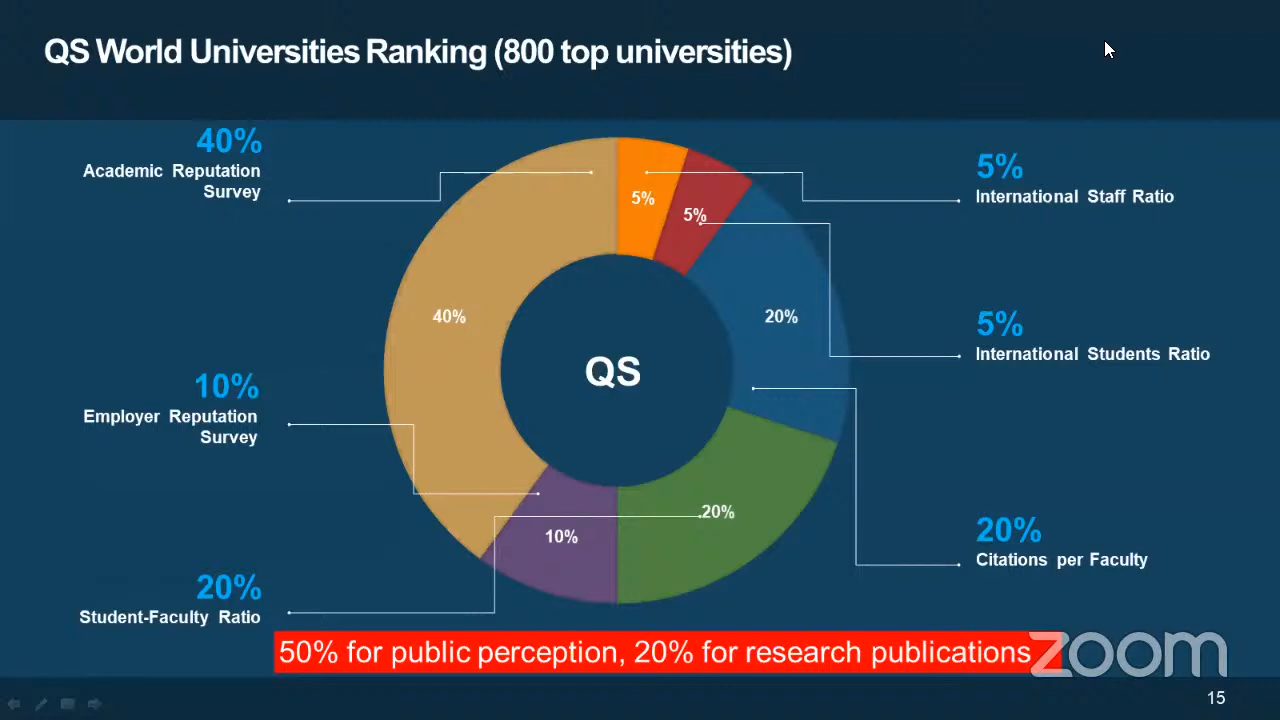 QS World Universities Ranking (800 top universities)
40%
Academic Reputation
Survey
10%
Employer Reputation
Survey
20%
Student-Faculty Ratio
5%
5%
40%
20%
QS
20%
10%
5%
International Staff Ratio
5%
International Students Ratio
20%
Citations per Faculty
50% for public perception, 20% for research publications
zoom
15